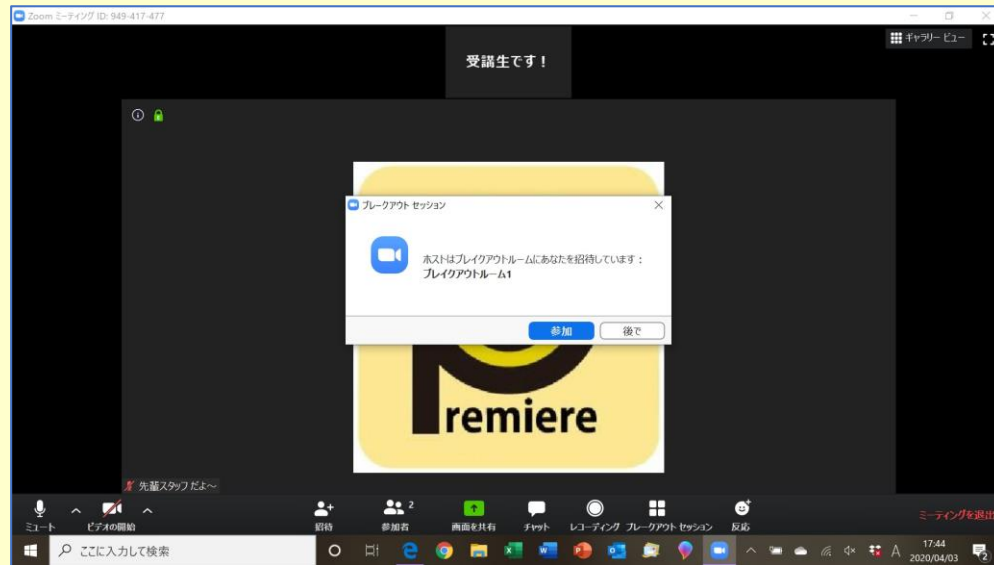 Zoom ミーティング ID: 949-417-477
ギャラリー ビュー
受講生です！
ブレークアウト セッション
ホストはブレイクアウトルームにあなたを招待しています：
ブレイクアウトルーム1
参加
後で
Premiere
先輩スタッフだよ～
ミュート
ビデオの開始
招待
参加者
2
画面を共有
チャット
レコーディング
ブレークアウト セッション
反応
ミーティングを退出
ここに入力して検索
A
17:44
2020/04/03
2